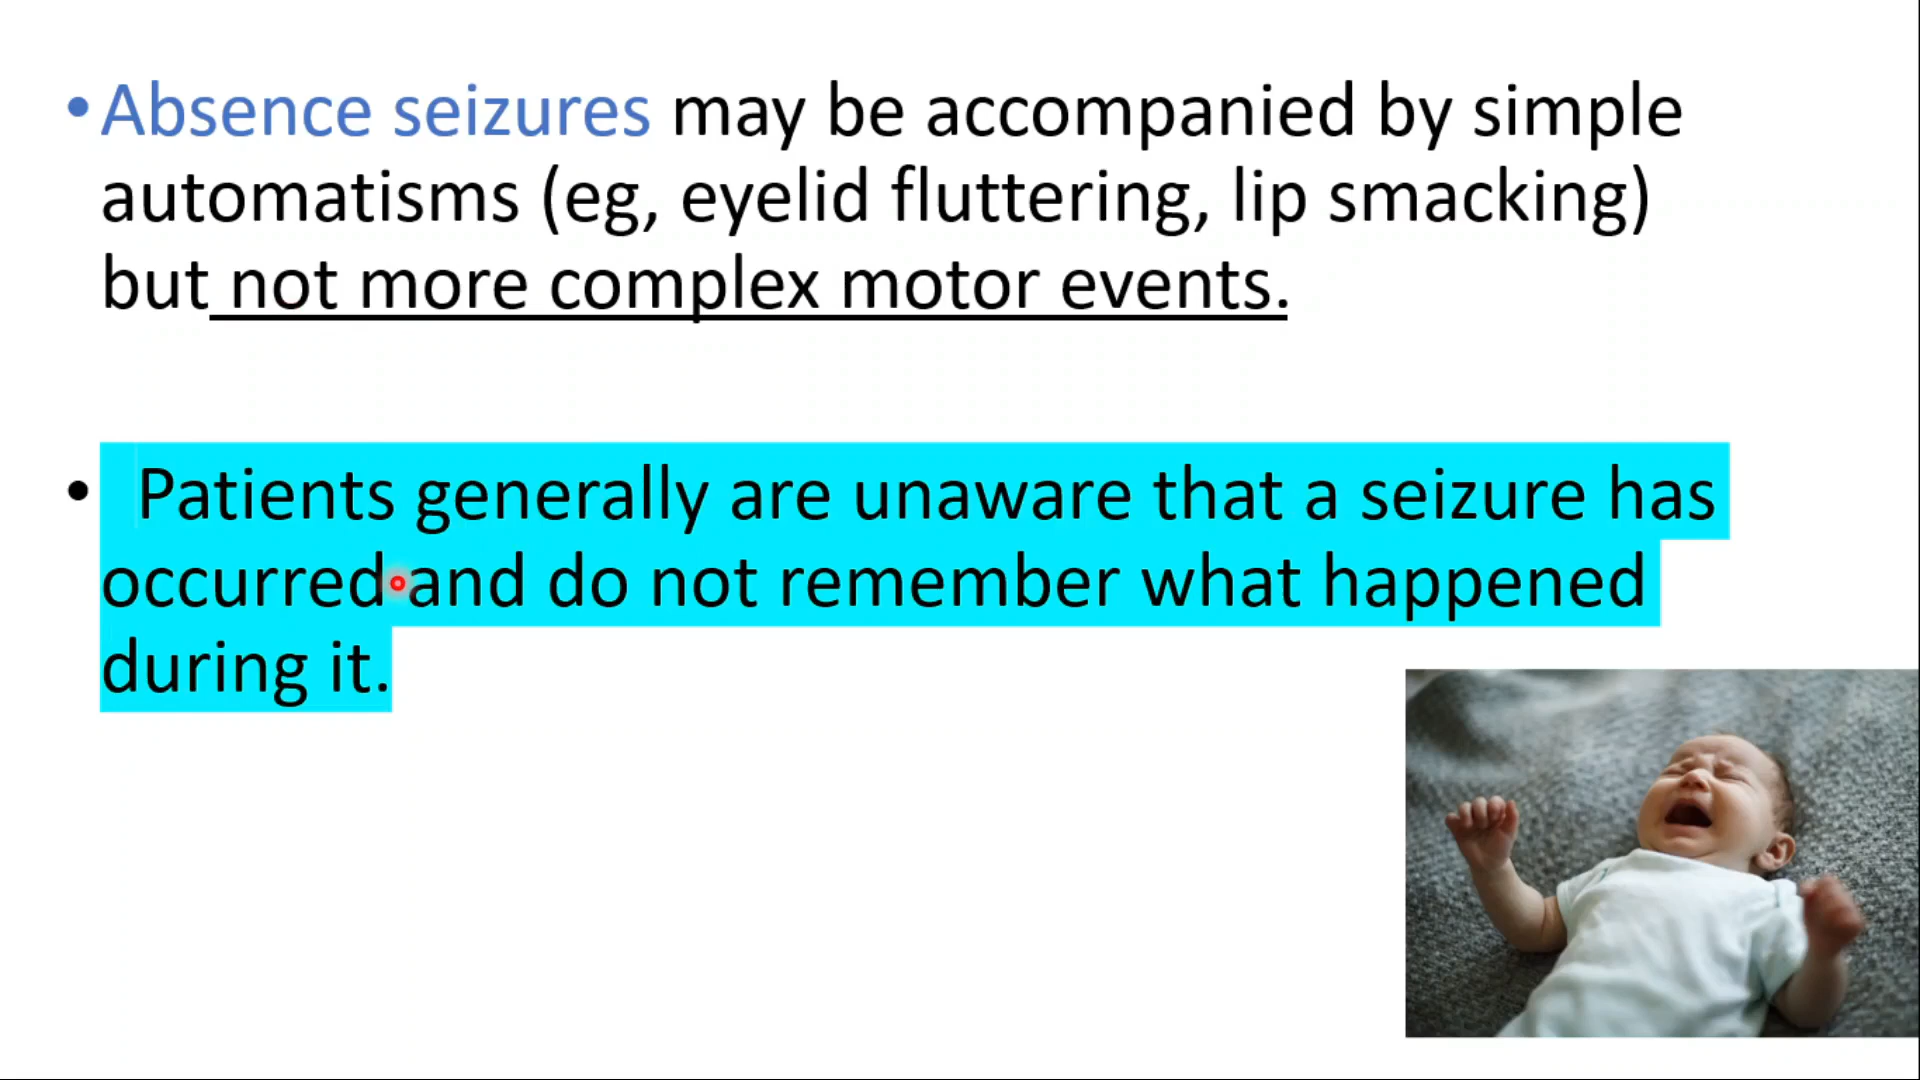 •Absence seizures may be accompanied by simple
automatisms (eg, eyelid fluttering, lip smacking)
but not more complex motor events.
• Patients generally are unaware that a seizure has
occurred and do not remember what happened
during it.